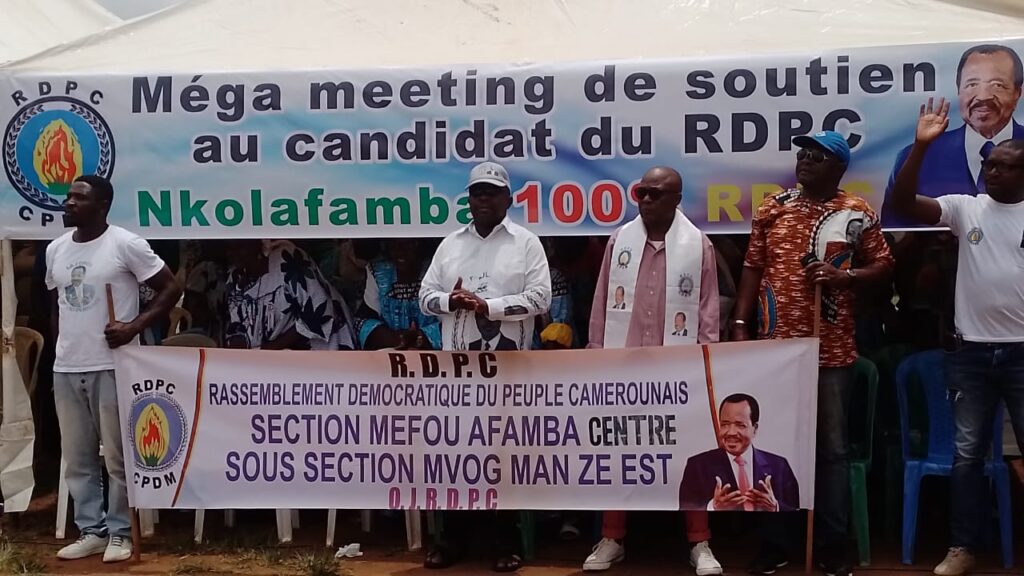 RDPC
CPDM
Méga meeting de soutien
au candidat du RDPC
Nkolafamba 100%
R.D.P.C
RASSEMBLEMENT DEMOCRATIQUE DU PEUPLE CAMEROUNAIS
SECTION MEFOU AFAMBA CENTRE
SOUS SECTION MVOG MAN ZE EST
O.J.R.D.P.C
RDPC
CPDM